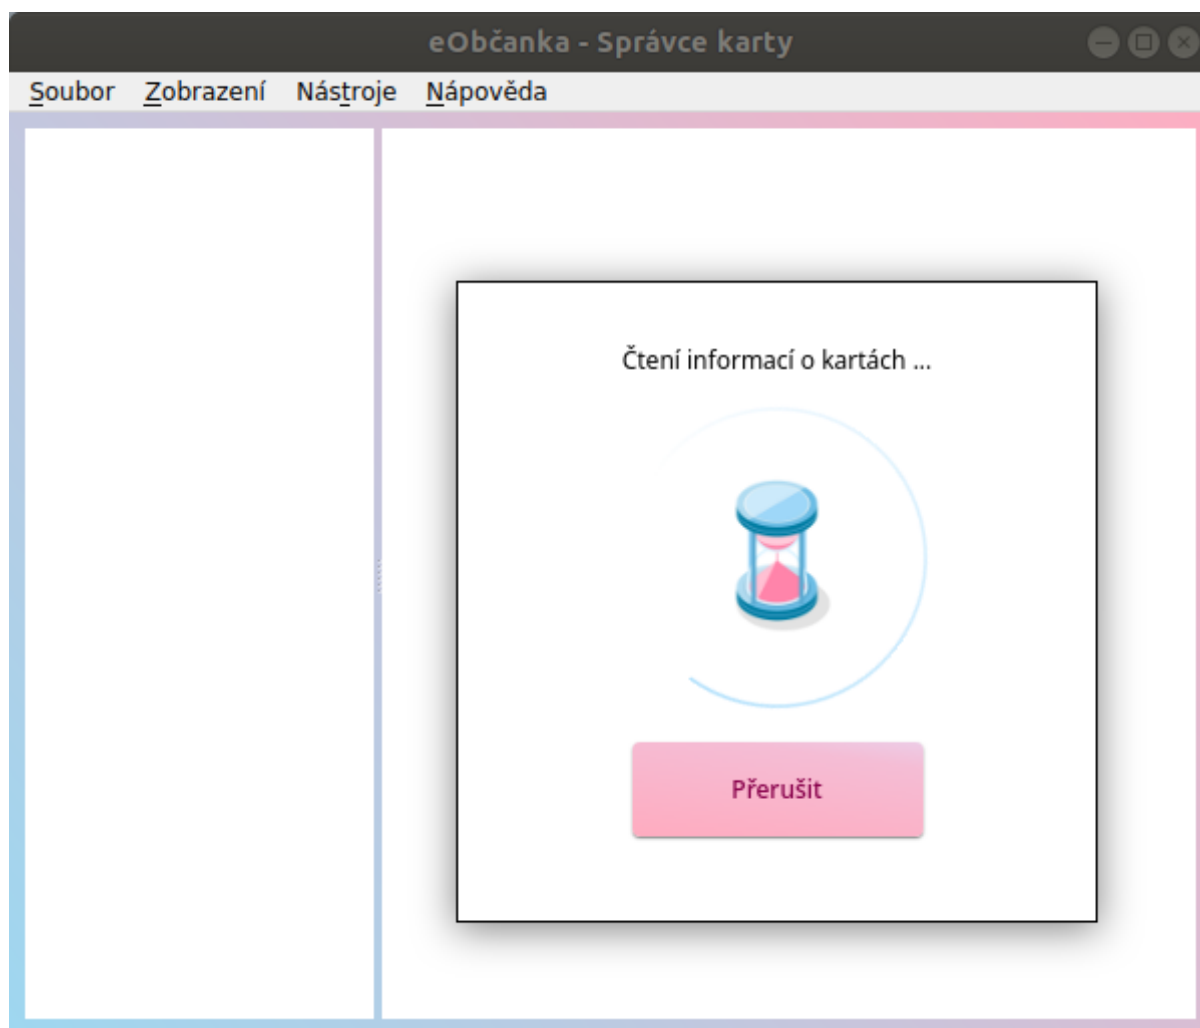 eObčanka - Správce karty
Soubor Zobrazení Nástroje Nápověda
Čtení informací o kartách ...
Přerušit